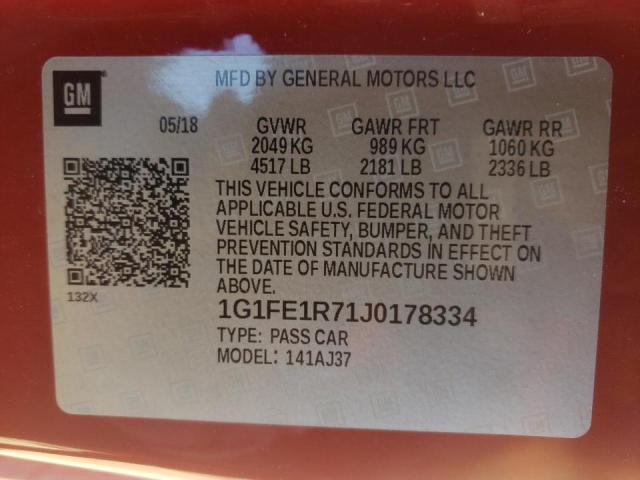 GM
MFD BY GENERAL MOTORS LLC
05/18 GVWR GAWR FRT GAWR RR
2049 KG 989 KG 1060 KG
4517 LB 2181 LB 2336 LB
THIS VEHICLE CONFORMS TO ALL
APPLICABLE U.S. FEDERAL MOTOR
VEHICLE SAFETY, BUMPER, AND THEFT
PREVENTION STANDARDS IN EFFECT ON
THE DATE OF MANUFACTURE SHOWN
ABOVE.
132X
1G1FE1R71J0178334
TYPE: PASS CAR
MODEL: 141AJ37